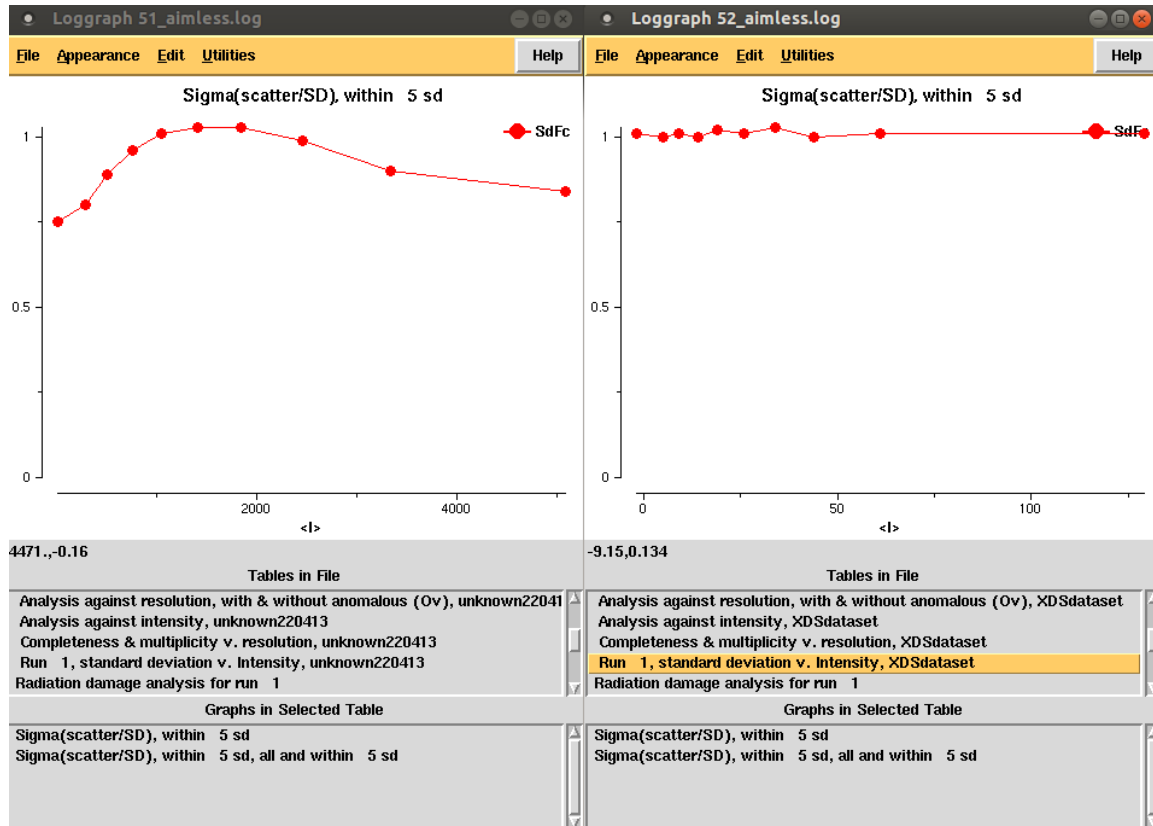 Loggraph 51_aimless.log
File Appearance Edit Utilities Help
Sigma(scatter/SD), within 5 sd
SdFc
1
0.5
0
2000 4000
<I>
4471.,-0.16
Tables in File
Analysis against resolution, with & without anomalous (Ov), unknown22041
Analysis against intensity, unknown220413
Completeness & multiplicity v. resolution, unknown220413
Run 1, standard deviation v. Intensity, unknown220413
Radiation damage analysis for run 1
Graphs in Selected Table
Sigma(scatter/SD), within 5 sd
Sigma(scatter/SD), within 5 sd, all and within 5 sd
Loggraph 52_aimless.log
File Appearance Edit Utilities Help
Sigma(scatter/SD), within 5 sd
SdF
1
0.5
0
0 50 100
<I>
-9.15,0.134
Tables in File
Analysis against resolution, with & without anomalous (Ov), XDSdataset
Analysis against intensity, XDSdataset
Completeness & multiplicity v. resolution, XDSdataset
Run 1, standard deviation v. Intensity, XDSdataset
Radiation damage analysis for run 1
Graphs in Selected Table
Sigma(scatter/SD), within 5 sd
Sigma(scatter/SD), within 5 sd, all and within 5 sd